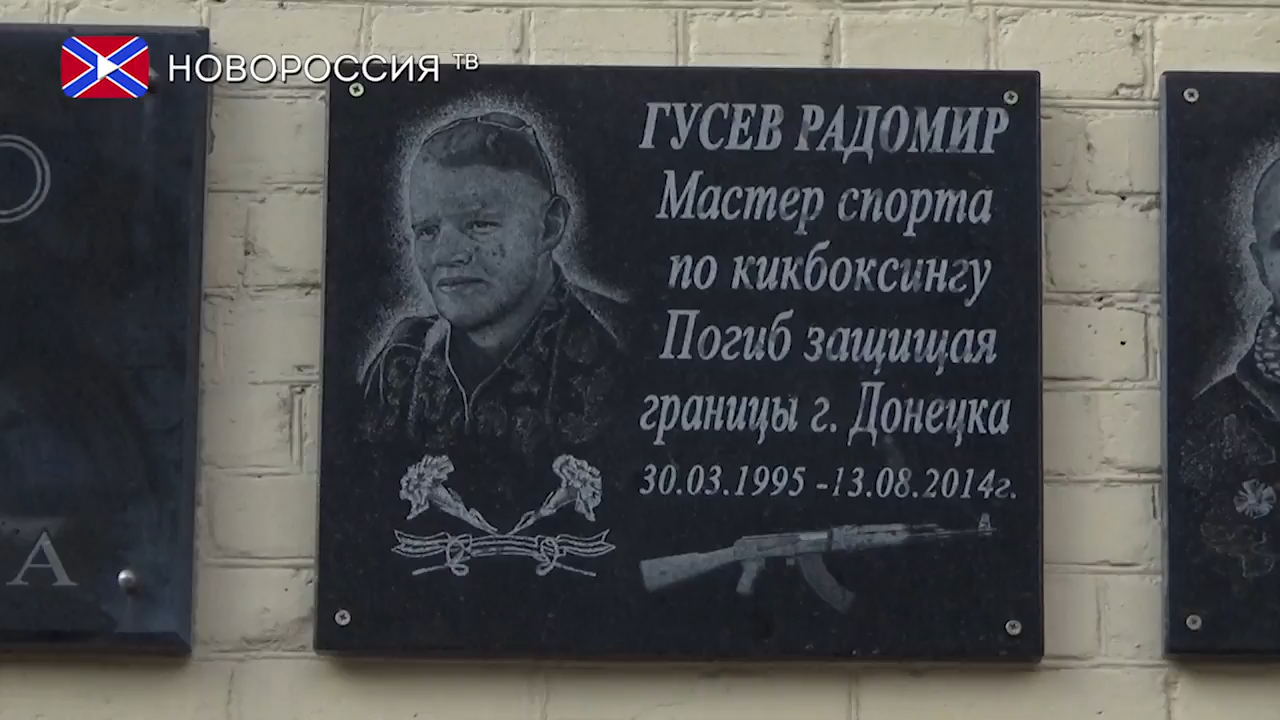 НОВОРОССИЯ ТВ
ГУСЕВ РАДОМИР
Мастер спорта
по кикбоксингу
Погиб защищая
границы г. Донецка
30.03.1995 -13.08.2014г.
А